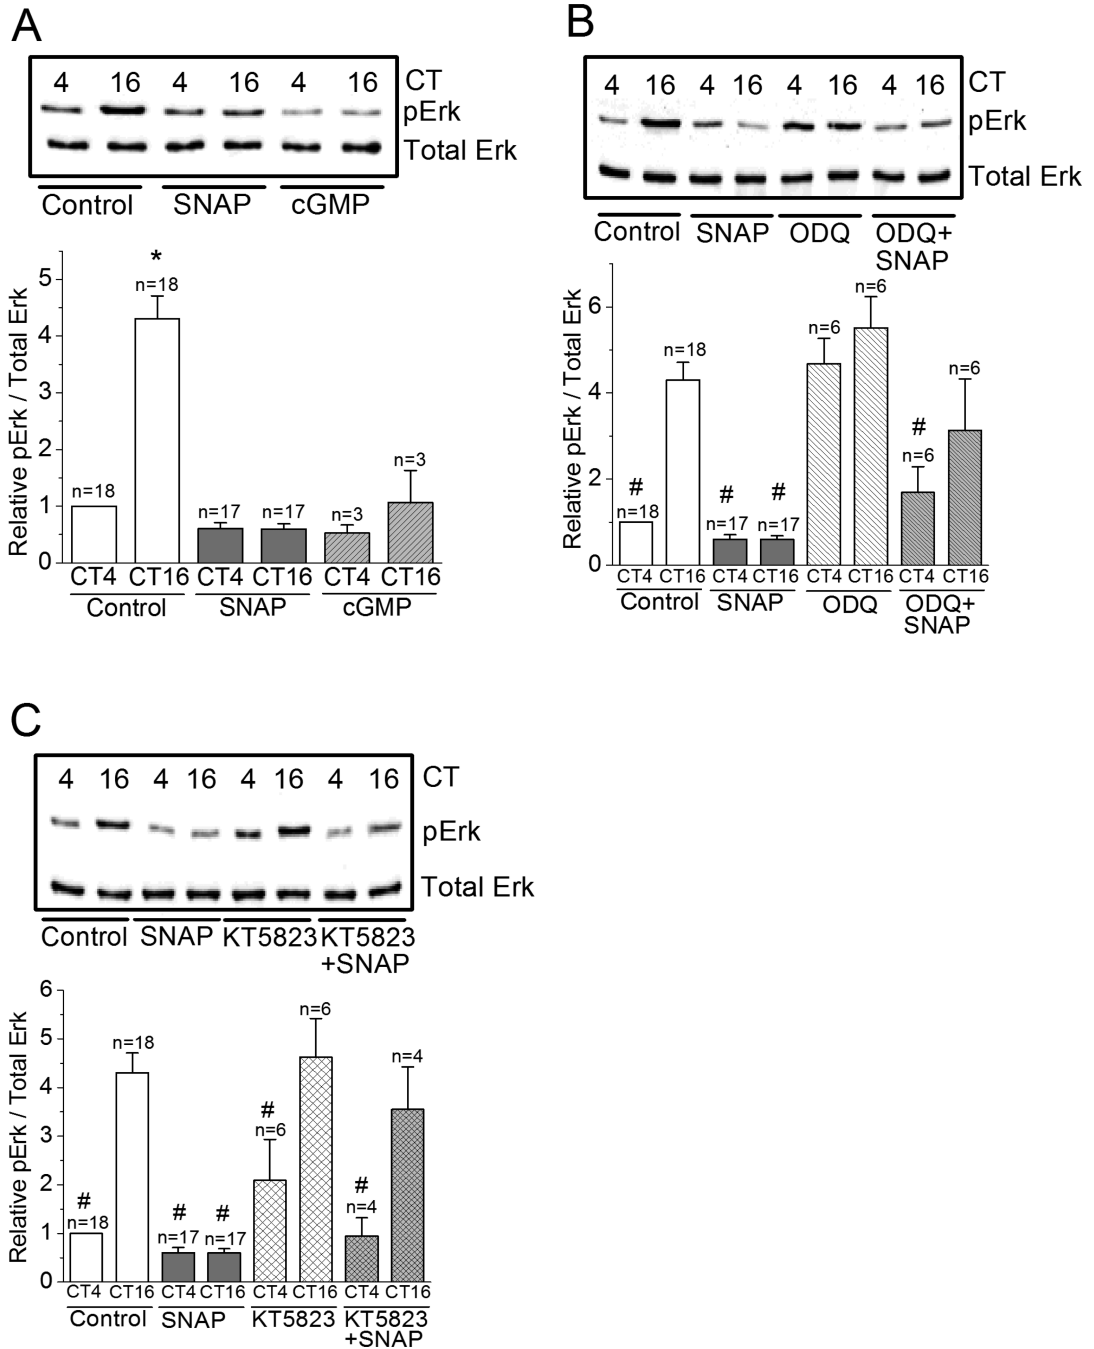 A
4 16 4 16 4 16 CT
pErk
Total Erk
Control SNAP cGMP
Relative pErk / Total Erk
5
4
3
2
1
0
*
n=18
n=18
n=17
n=17
n=3
n=3
CT4 CT16 CT4 CT16 CT4 CT16
Control SNAP cGMP
B
4 16 4 16 4 16 4 16 CT
pErk
Total Erk
Control SNAP ODQ ODQ+
SNAP
Relative pErk / Total Erk
6
4
2
0
#
n=18
n=18
#
n=17
#
n=17
n=6
n=6
#
n=6
n=6
CT4 CT16 CT4 CT16 CT4 CT16 CT4 CT16
Control SNAP ODQ ODQ+
SNAP
C
4 16 4 16 4 16 4 16 CT
pErk
Total Erk
Control SNAP KT5823 KT5823
+SNAP
Relative pErk / Total Erk
6
5
4
3
2
1
0
#
n=18
n=18
#
n=17
#
n=17
#
n=6
n=6
#
n=4
n=4
CT4 CT16 CT4 CT16 CT4 CT16 CT4 CT16
Control SNAP KT5823 KT5823
+SNAP